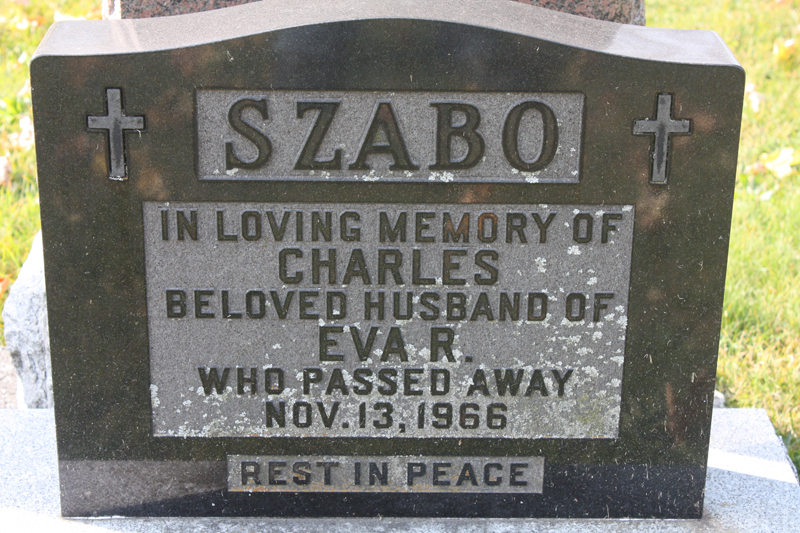 SZABO
IN LOVING MEMORY OF
CHARLES
BELOVED HUSBAND OF
EVA R.
WHO PASSED AWAY
NOV. 13, 1966
REST IN PEACE